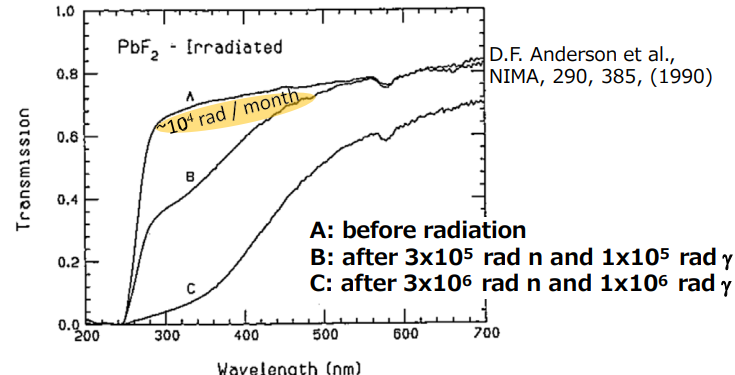 1.0
PbF2 - Irradiated
D.F. Anderson et al.,
NIMA, 290, 385, (1990)
0.8
A
~10⁴ rad / month
0.6
B
0.4
Transmission
A: before radiation
B: after 3x10⁵ rad n and 1x10⁵ rad γ
C: after 3x10⁶ rad n and 1x10⁶ rad γ
0.2
C
0.0
200 300 400 500 600 700
Wavelength (nm)